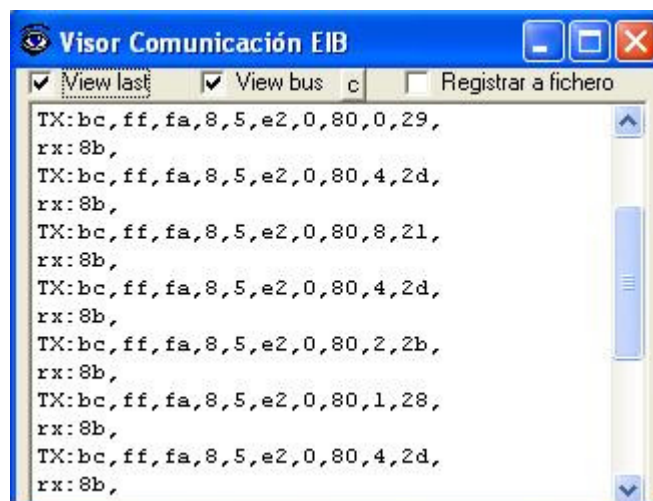 Visor Comunicación EIB
View last View bus c Registrar a fichero
TX:bc,ff,fa,8,5,e2,0,80,0,29,
rx:8b,
TX:bc,ff,fa,8,5,e2,0,80,4,2d,
rx:8b,
TX:bc,ff,fa,8,5,e2,0,80,8,21,
rx:8b,
TX:bc,ff,fa,8,5,e2,0,80,4,2d,
rx:8b,
TX:bc,ff,fa,8,5,e2,0,80,2,2b,
rx:8b,
TX:bc,ff,fa,8,5,e2,0,80,1,28,
rx:8b,
TX:bc,ff,fa,8,5,e2,0,80,4,2d,
rx:8b,